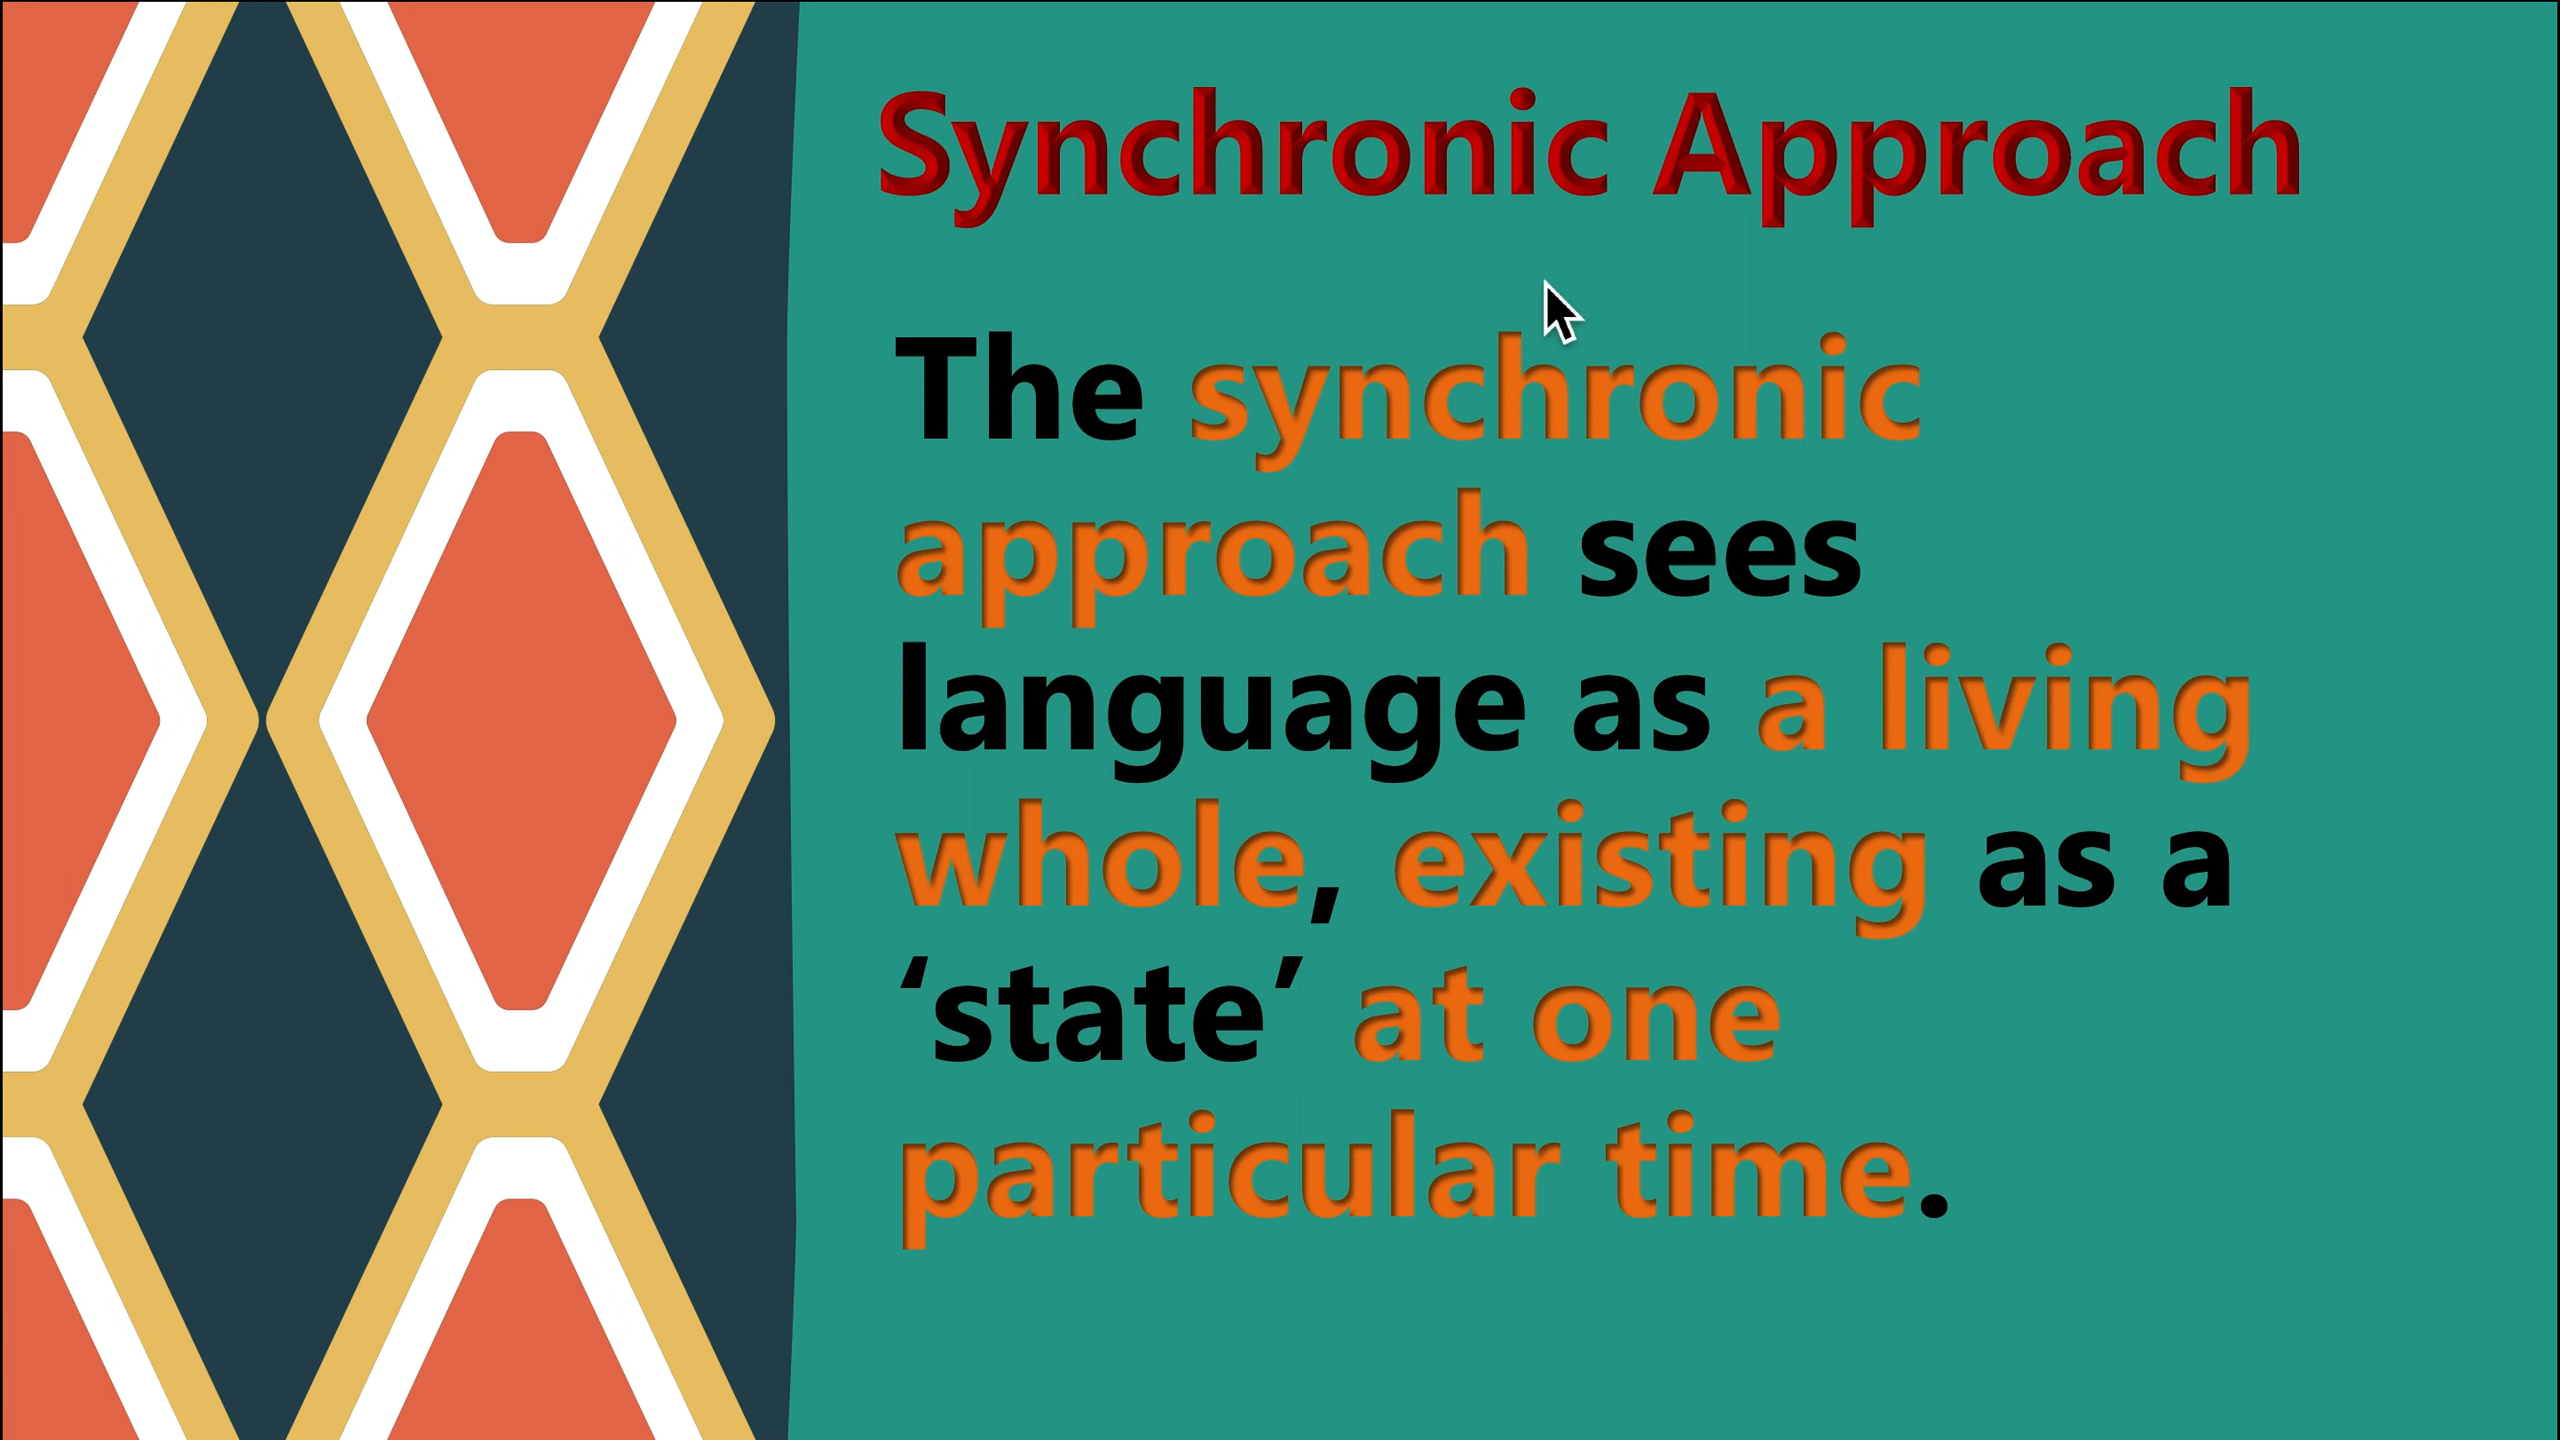 Synchronic Approach
The synchronic
approach sees
language as a living
whole, existing as a
‘state’ at one
particular time.